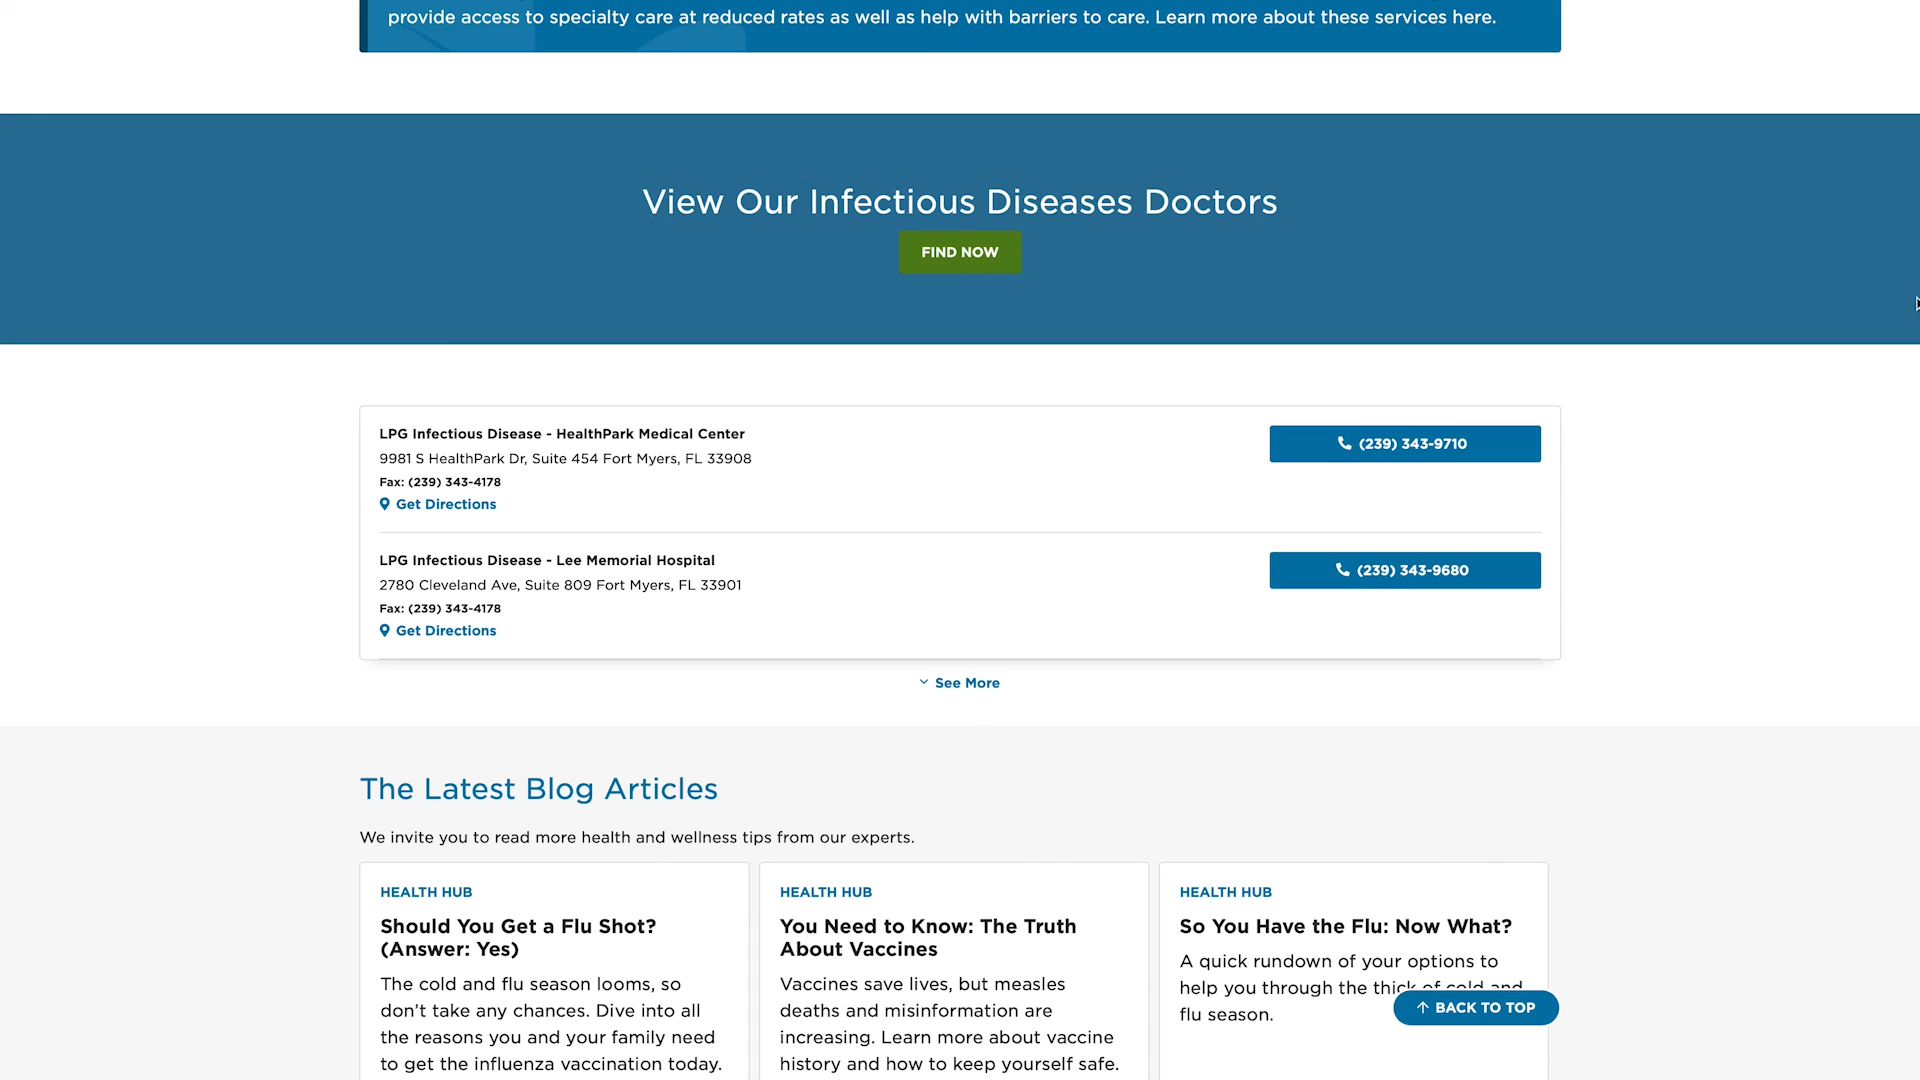 provide access to specialty care at reduced rates as well as help with barriers to care. Learn more about these services here.
View Our Infectious Diseases Doctors
FIND NOW
LPG Infectious Disease - HealthPark Medical Center
9981 S HealthPark Dr, Suite 454 Fort Myers, FL 33908
Fax: (239) 343-4178
Get Directions
(239) 343-9710
LPG Infectious Disease - Lee Memorial Hospital
2780 Cleveland Ave, Suite 809 Fort Myers, FL 33901
Fax: (239) 343-4178
Get Directions
(239) 343-9680
See More
The Latest Blog Articles
We invite you to read more health and wellness tips from our experts.
HEALTH HUB
Should You Get a Flu Shot?
(Answer: Yes)
The cold and flu season looms, so
don't take any chances. Dive into all
the reasons you and your family need
to get the influenza vaccination today.
HEALTH HUB
You Need to Know: The Truth
About Vaccines
Vaccines save lives, but measles
deaths and misinformation are
increasing. Learn more about vaccine
history and how to keep yourself safe.
HEALTH HUB
So You Have the Flu: Now What?
A quick rundown of your options to
help you through the thick of cold and
flu season.
BACK TO TOP